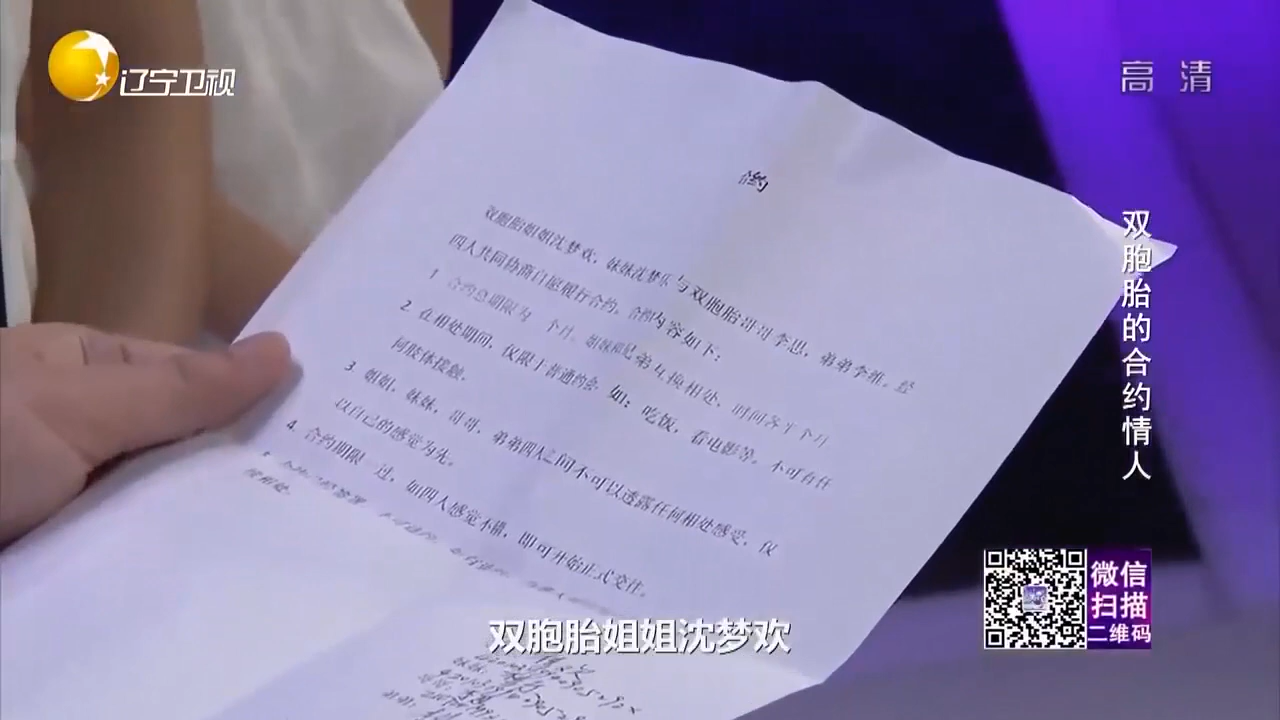 辽宁卫视
高清
合约
双胞胎姐姐沈梦欢，妹妹沈梦乐与双胞胎哥哥李思，弟弟李维。经
四人共同协商自愿履行合约。合约内容如下：
1 合约总期限为 个月，姐妹和兄弟互换相处，时间各半个月
2 在相处期间，仅限于普通约会 如：吃饭，看电影等。不可有任
何肢体接触。
3 姐姐，妹妹，哥哥，弟弟四人之间不可以透露任何相处感受，仅
以自己的感觉为先。
4 合约期限 过，如四人感觉不错，即可开始正式交往。
双胞胎的合约情人
微信
扫描
二维码
双胞胎姐姐沈梦欢